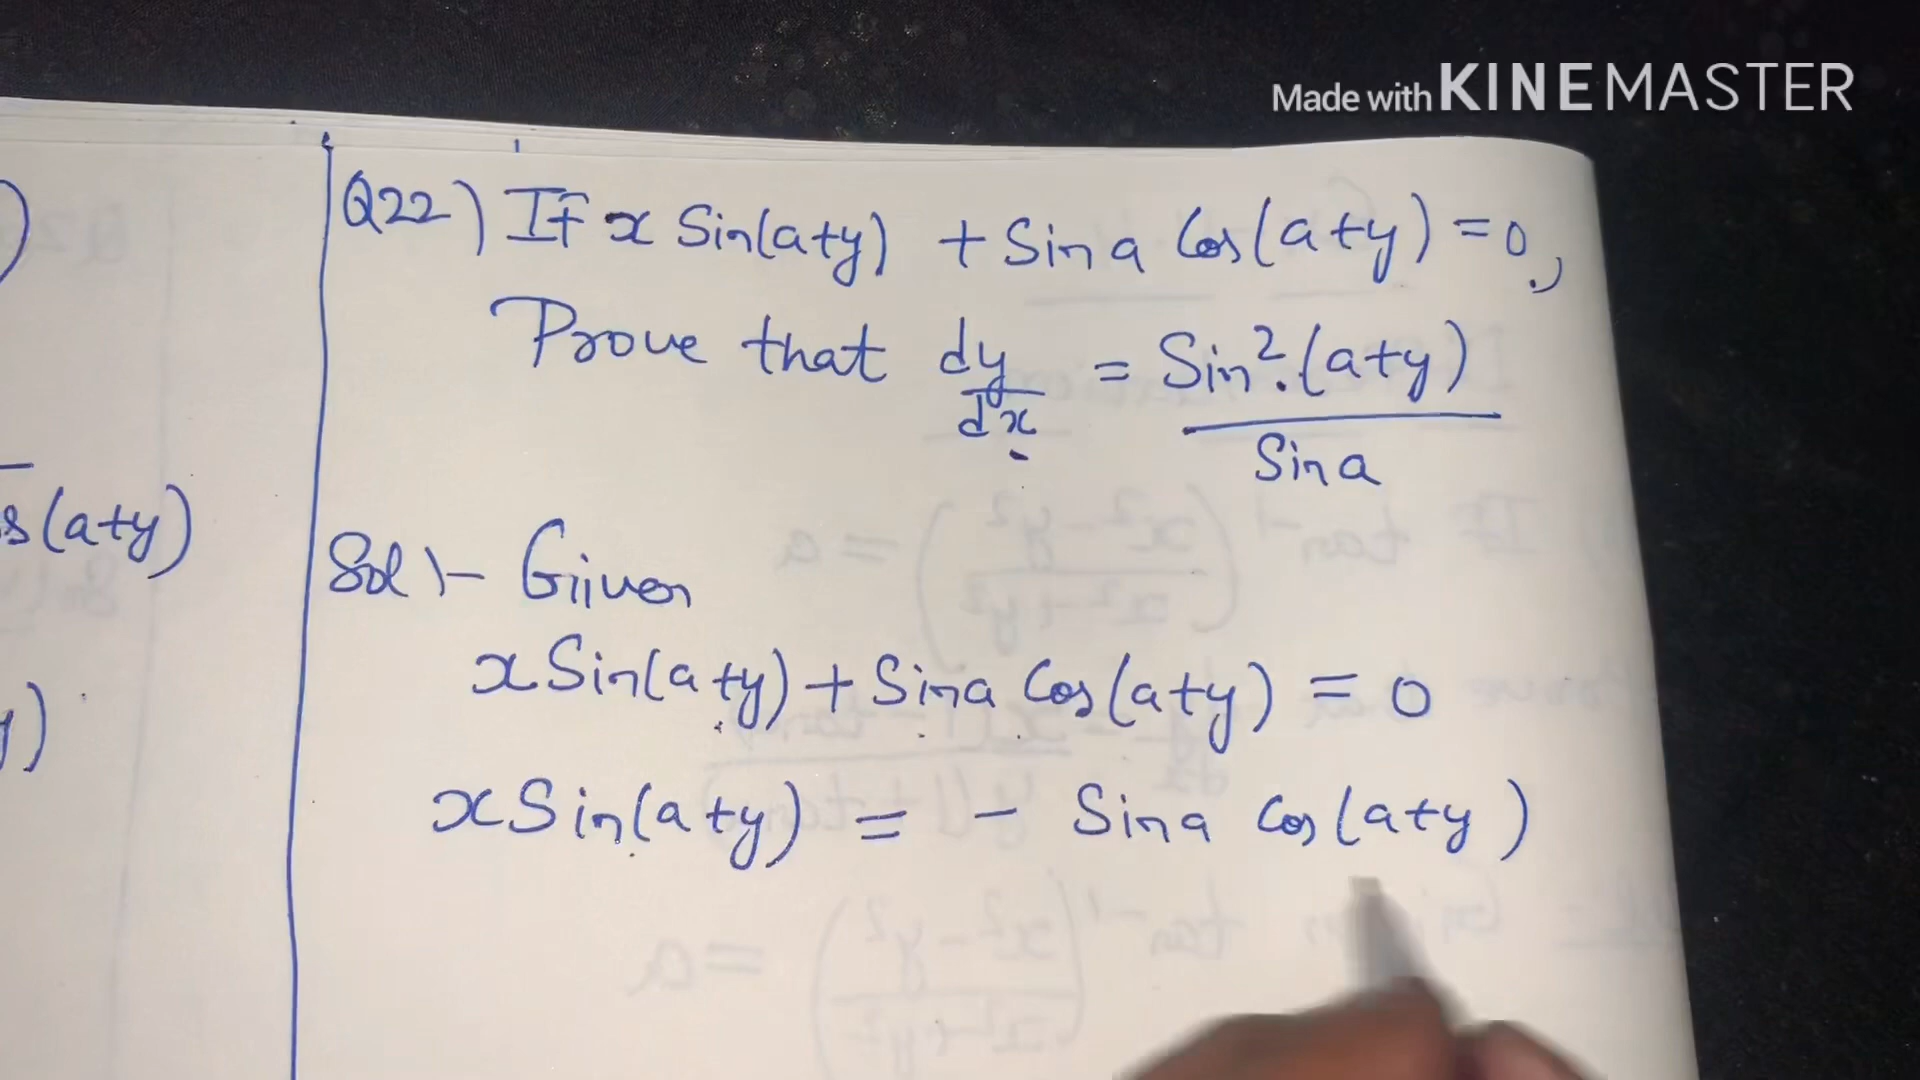 Made with KINEMASTER
Q22) If x Sin(a+y) + Sin a Cos(a+y) = 0,
Prove that dy/dx = Sin².(a+y)/Sin a
Sol:- Giiven
x Sin(a+y) + Sin a Cos(a+y) = 0
x Sin(a+y) = - Sin a Cos(a+y)
s(a+y)
y)